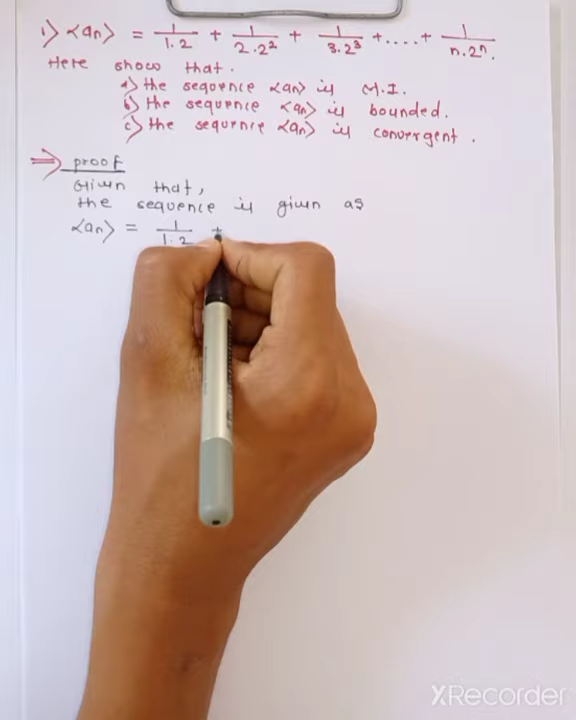 1) <an> = 1/1.2 + 1/2.2² + 1/3.2³ + .... + 1/n.2ⁿ.
Here show that.
a) the sequence <an> is M.I.
b) the sequence <an> is bounded.
c) the sequence <an> is convergent.
⇒ proof
Given that,
the sequence is given as
<an> = 1/1.2 +
XRecorder